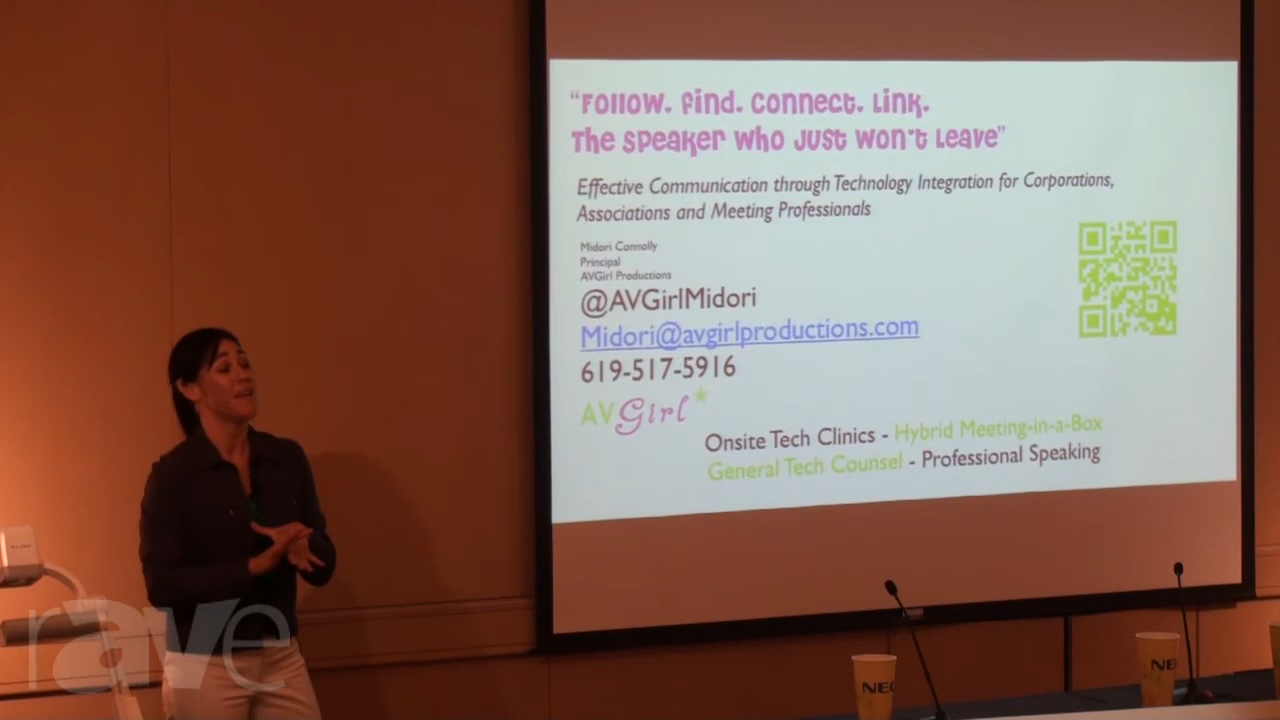 “Follow. Find. Connect. Link.
The Speaker Who Just Won't Leave”
Effective Communication through Technology Integration for Corporations,
Associations and Meeting Professionals
Midori Connolly
Principal
AVGirl Productions
@AVGirlMidori
Midori@avgirlproductions.com
619-517-5916
AVGirl
Onsite Tech Clinics - Hybrid Meeting-in-a-Box
General Tech Counsel - Professional Speaking
rave
NEC
NE